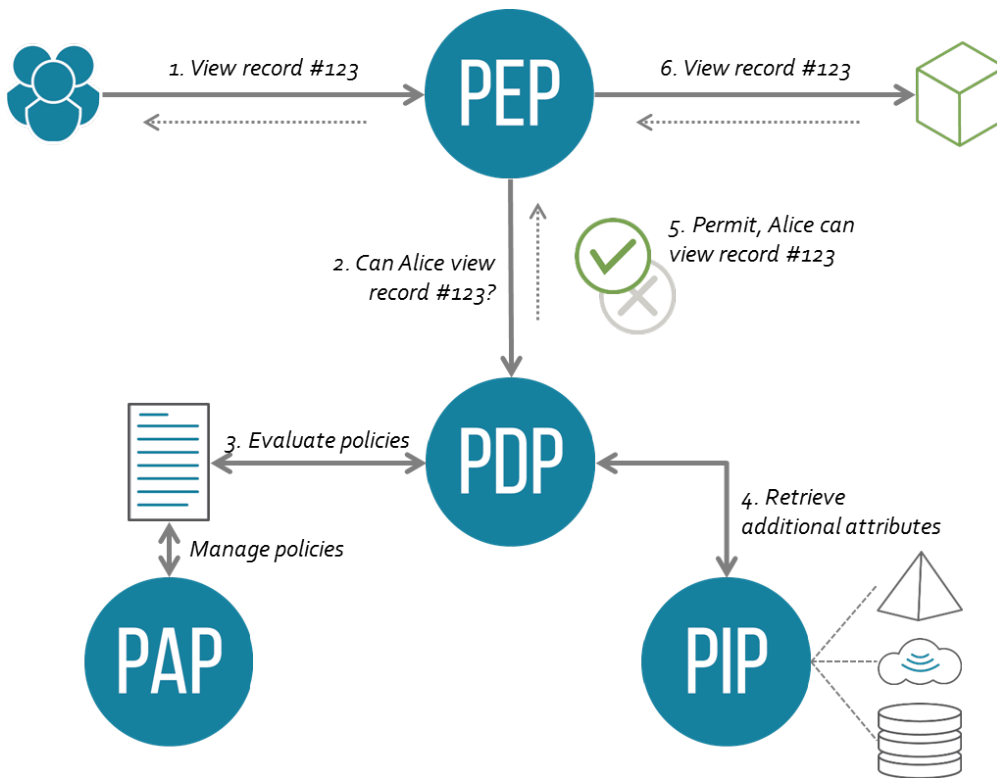 1. View record #123
PEP
6. View record #123
2. Can Alice view
record #123?
5. Permit, Alice can
view record #123
3. Evaluate policies
PDP
4. Retrieve
additional attributes
Manage policies
PAP
PIP